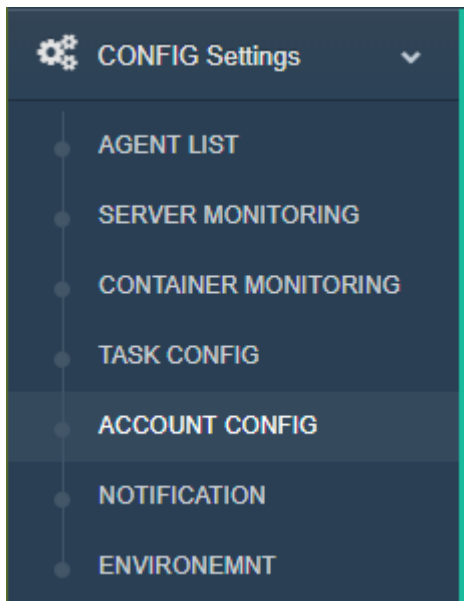 CONFIG Settings
AGENT LIST
SERVER MONITORING
CONTAINER MONITORING
TASK CONFIG
ACCOUNT CONFIG
NOTIFICATION
ENVIRONEMNT